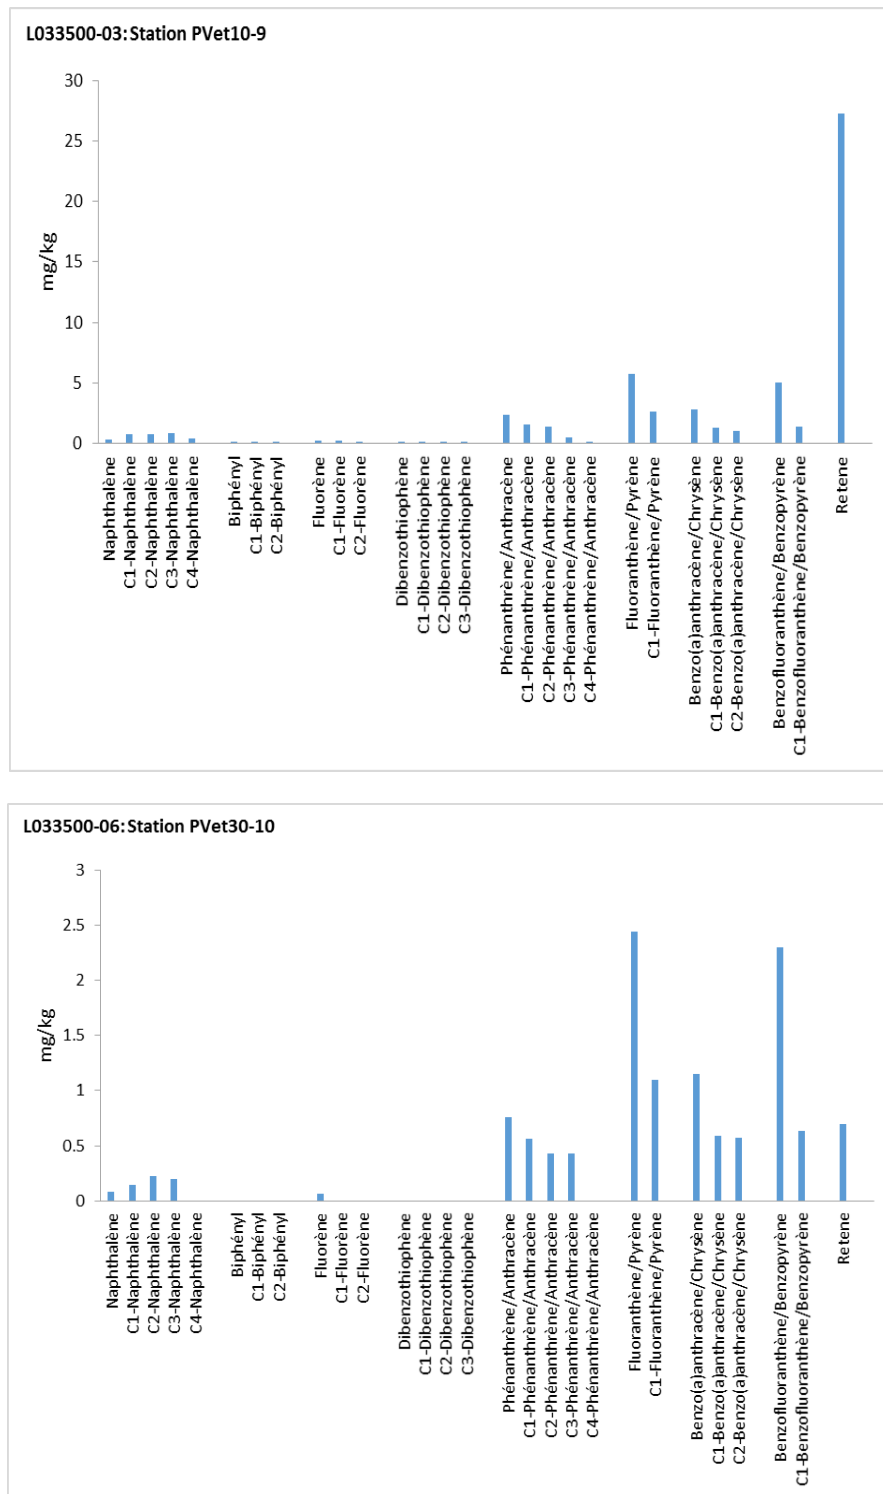 L033500-03: Station PVet10-9
30
25
20
15
10
5
0
mg/kg
Naphthalène
C1-Naphthalène
C2-Naphthalène
C3-Naphthalène
C4-Naphthalène
Biphényl
C1-Biphényl
C2-Biphényl
Fluorène
C1-Fluorène
C2-Fluorène
Dibenzothiophène
C1-Dibenzothiophène
C2-Dibenzothiophène
C3-Dibenzothiophène
Phénanthrène/Anthracène
C1-Phénanthrène/Anthracène
C2-Phénanthrène/Anthracène
C3-Phénanthrène/Anthracène
C4-Phénanthrène/Anthracène
Fluoranthène/Pyrène
C1-Fluoranthène/Pyrène
Benzo(a)anthracène/Chrysène
C1-Benzo(a)anthracène/Chrysène
C2-Benzo(a)anthracène/Chrysène
Benzofluoranthène/Benzopyrène
C1-Benzofluoranthène/Benzopyrène
Retene
L033500-06: Station PVet30-10
3
2.5
2
1.5
1
0.5
0
mg/kg
Naphthalène
C1-Naphthalène
C2-Naphthalène
C3-Naphthalène
C4-Naphthalène
Biphényl
C1-Biphényl
C2-Biphényl
Fluorène
C1-Fluorène
C2-Fluorène
Dibenzothiophène
C1-Dibenzothiophène
C2-Dibenzothiophène
C3-Dibenzothiophène
Phénanthrène/Anthracène
C1-Phénanthrène/Anthracène
C2-Phénanthrène/Anthracène
C3-Phénanthrène/Anthracène
C4-Phénanthrène/Anthracène
Fluoranthène/Pyrène
C1-Fluoranthène/Pyrène
Benzo(a)anthracène/Chrysène
C1-Benzo(a)anthracène/Chrysène
C2-Benzo(a)anthracène/Chrysène
Benzofluoranthène/Benzopyrène
C1-Benzofluoranthène/Benzopyrène
Retene